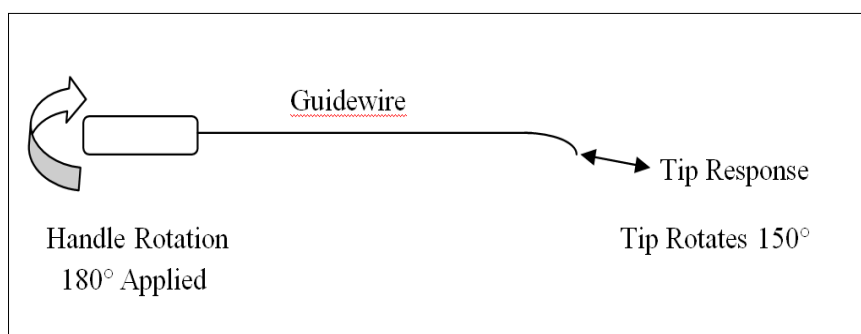 Guidewire
Tip Response
Handle Rotation
180° Applied
Tip Rotates 150°